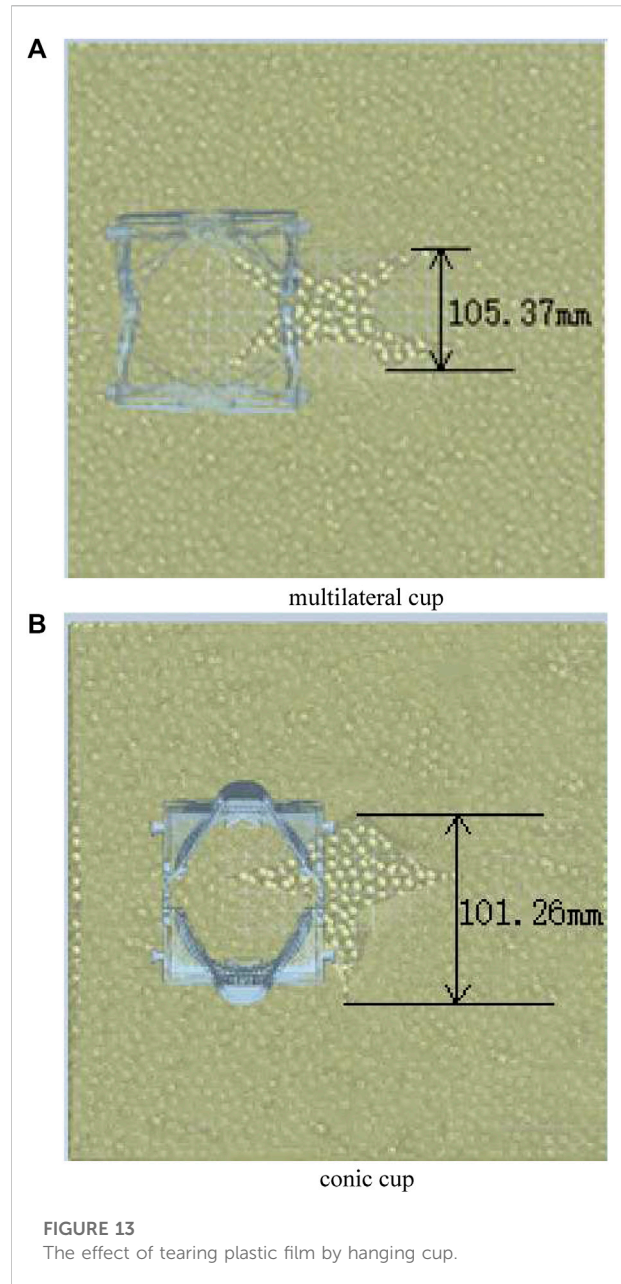 A
105.37mm
multilateral cup
B
101.26mm
conic cup
FIGURE 13
The effect of tearing plastic film by hanging cup.